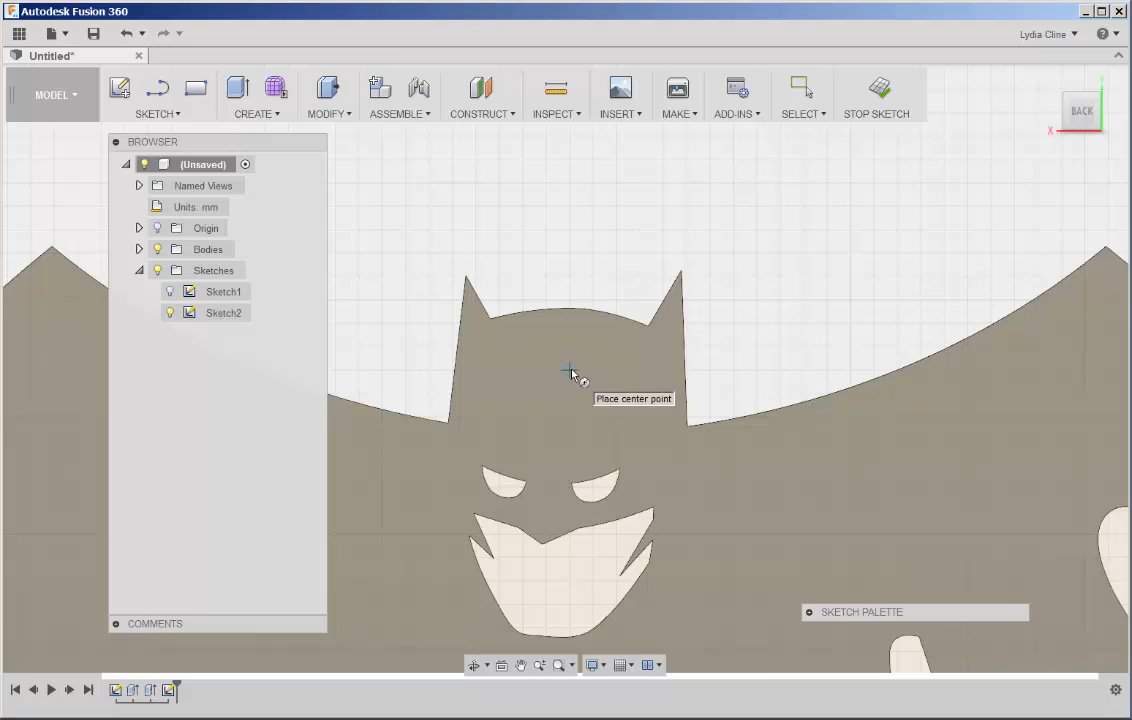 Autodesk Fusion 360
Lydia Cline
Untitled*
MODEL
SKETCH
CREATE
MODIFY
ASSEMBLE
CONSTRUCT
INSPECT
INSERT
MAKE
ADD-INS
SELECT
STOP SKETCH
BACK
X
Y
BROWSER
(Unsaved)
Named Views
Units: mm
Origin
Bodies
Sketches
Sketch1
Sketch2
Place center point
SKETCH PALETTE
COMMENTS